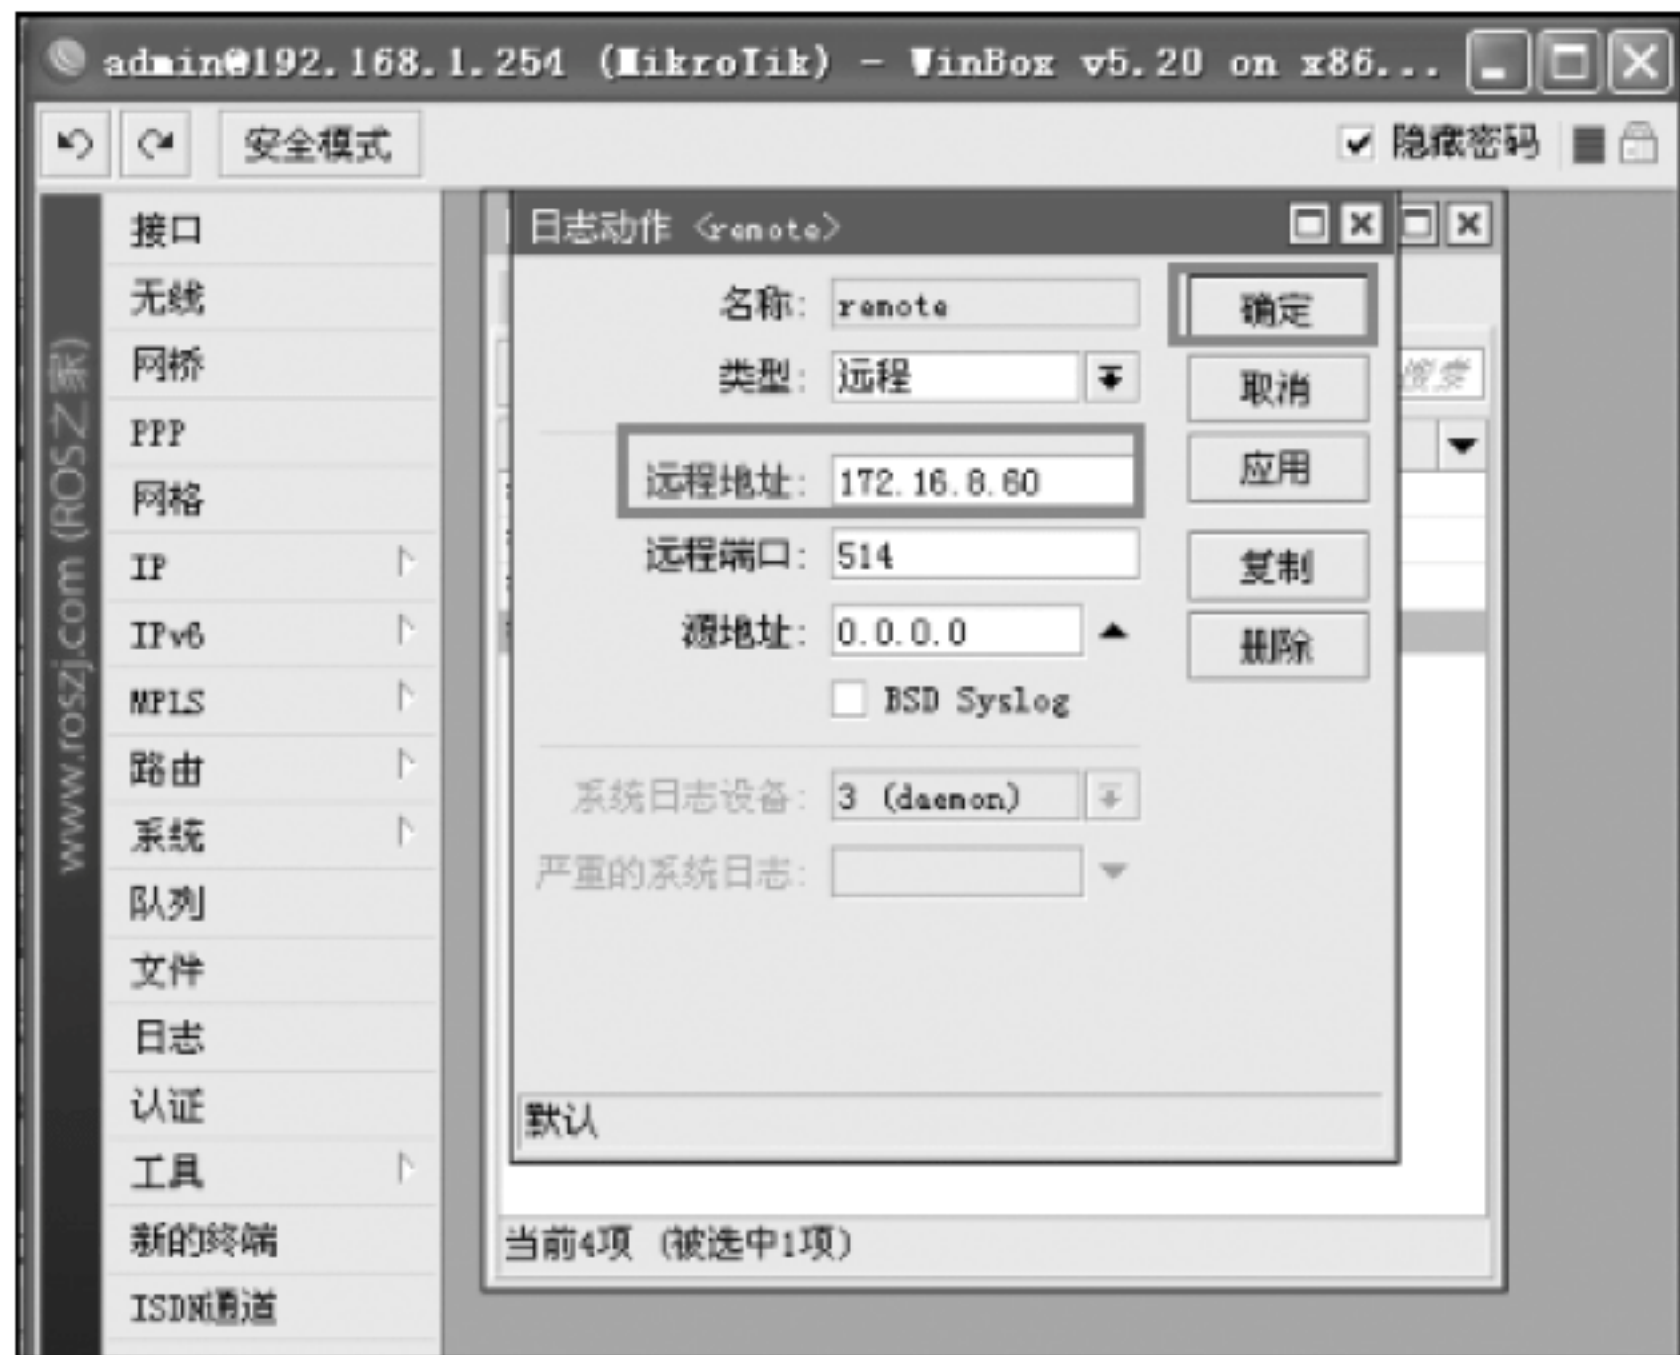 admin@192.168.1.254 (MikroTik) - WinBox v5.20 on x86...
安全模式
隐藏密码
www.roszj.com (ROS之家)
接口
无线
网桥
PPP
网格
IP
IPv6
MPLS
路由
系统
队列
文件
日志
认证
工具
新的终端
ISDN通道
日志动作 <remote>
名称: remote
类型: 远程
远程地址: 172.16.8.60
远程端口: 514
源地址: 0.0.0.0
BSD Syslog
系统日志设备: 3 (daemon)
严重的系统日志:
确定
取消
应用
复制
删除
搜索
默认
当前4项 (被选中1项)